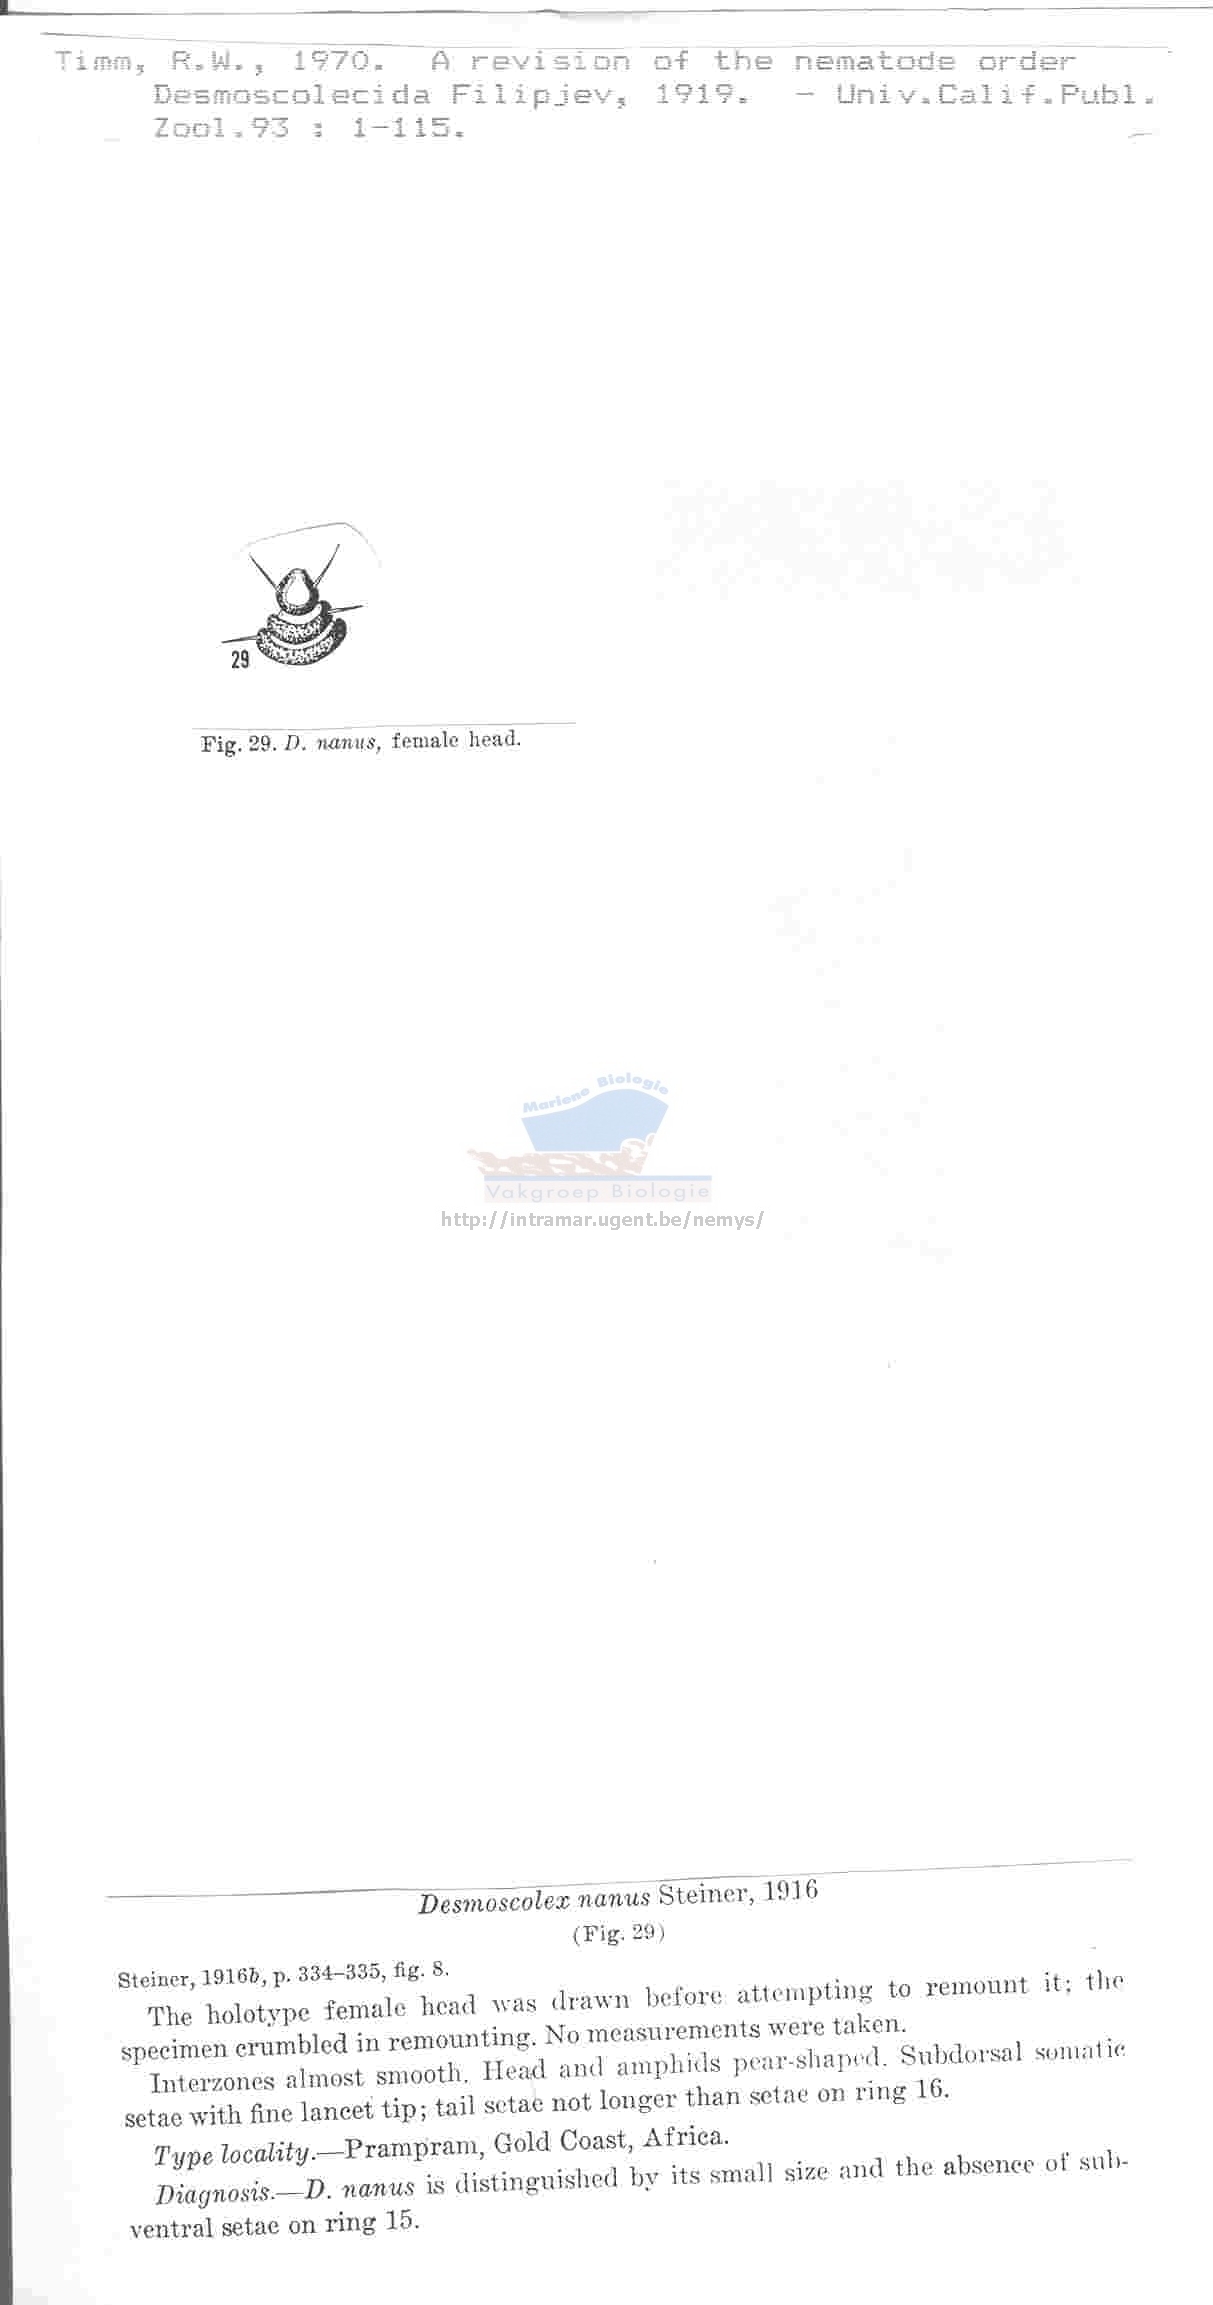 Timm, R.W., 1970. A revision of the nematode order
Desmoscolecida Filipjev, 1919. - Univ.Calif.Publ.
Zool.93 : 1-115.
29
Fig. 29. D. nanus, female head.
Mariene Biologie
Vakgroep Biologie
http://intramar.ugent.be/nemys/
Desmoscolex nanus Steiner, 1916
(Fig. 29)
Steiner, 1916b, p. 334–335, fig. 8.
The holotype female head was drawn before attempting to remount it; the
specimen crumbled in remounting. No measurements were taken.
Interzones almost smooth. Head and amphids pear-shaped. Subdorsal somatic
setae with fine lancet tip; tail setae not longer than setae on ring 16.
Type locality.—Prampram, Gold Coast, Africa.
Diagnosis.—D. nanus is distinguished by its small size and the absence of sub-
ventral setae on ring 15.